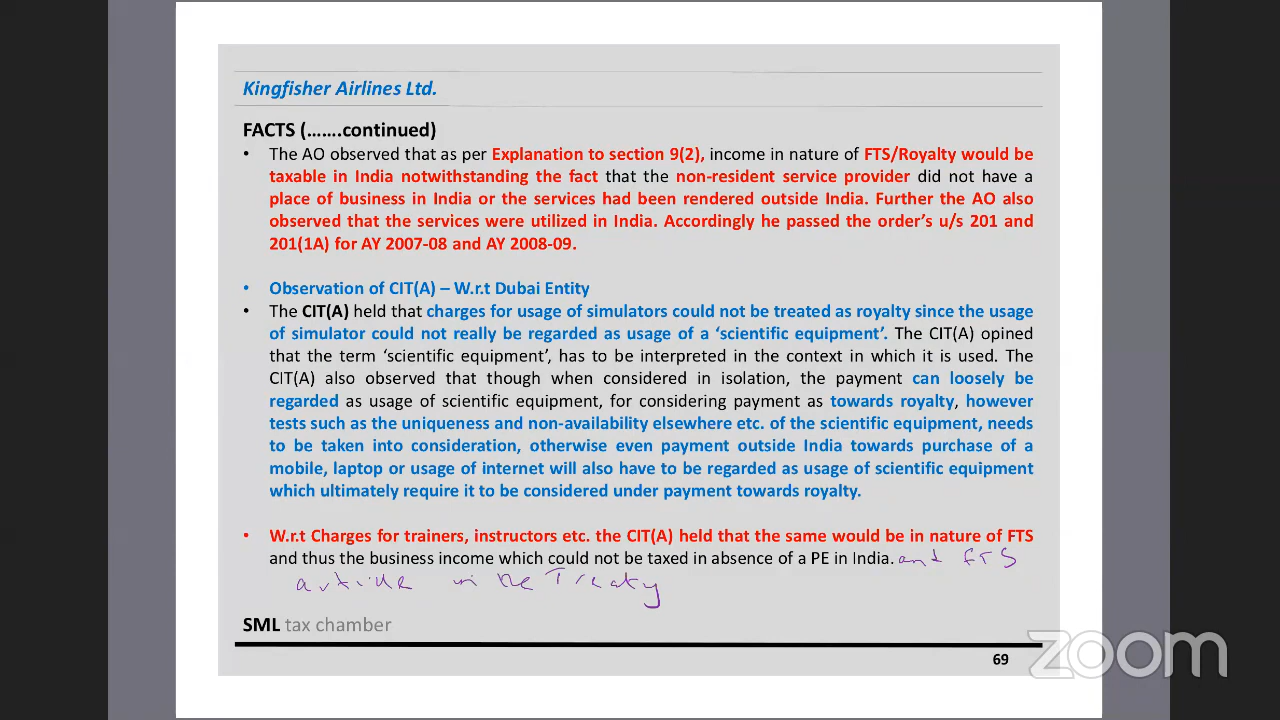 Kingfisher Airlines Ltd.
FACTS (…….continued)
• The AO observed that as per Explanation to section 9(2), income in nature of FTS/Royalty would be
taxable in India notwithstanding the fact that the non-resident service provider did not have a
place of business in India or the services had been rendered outside India. Further the AO also
observed that the services were utilized in India. Accordingly he passed the order’s u/s 201 and
201(1A) for AY 2007-08 and AY 2008-09.
• Observation of CIT(A) – W.r.t Dubai Entity
• The CIT(A) held that charges for usage of simulators could not be treated as royalty since the usage
of simulator could not really be regarded as usage of a ‘scientific equipment’. The CIT(A) opined
that the term ‘scientific equipment’, has to be interpreted in the context in which it is used. The
CIT(A) also observed that though when considered in isolation, the payment can loosely be
regarded as usage of scientific equipment, for considering payment as towards royalty, however
tests such as the uniqueness and non-availability elsewhere etc. of the scientific equipment, needs
to be taken into consideration, otherwise even payment outside India towards purchase of a
mobile, laptop or usage of internet will also have to be regarded as usage of scientific equipment
which ultimately require it to be considered under payment towards royalty.
• W.r.t Charges for trainers, instructors etc. the CIT(A) held that the same would be in nature of FTS
and thus the business income which could not be taxed in absence of a PE in India. and FTS
article in the Treaty
SML tax chamber
69
zoom